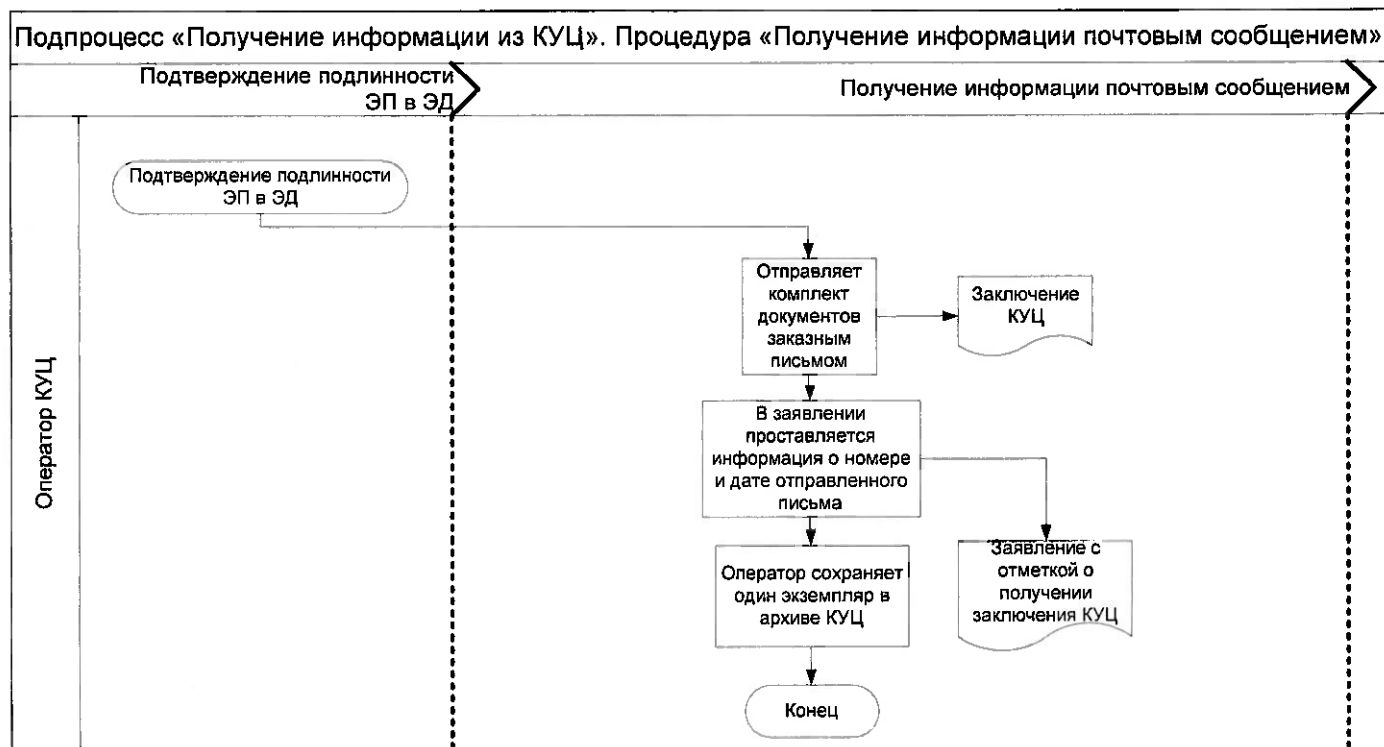 Подпроцесс «Получение информации из КУЦ». Процедура «Получение информации почтовым сообщением»
Подтверждение подлинности
ЭП в ЭД
Получение информации почтовым сообщением
Оператор КУЦ
Подтверждение подлинности
ЭП в ЭД
Отправляет
комплект
документов
заказным
письмом
Заключение
КУЦ
В заявлении
проставляется
информация о номере
и дате отправленного
письма
Заявление с
отметкой о
получении
заключения КУЦ
Оператор сохраняет
один экземпляр в
архиве КУЦ
Конец